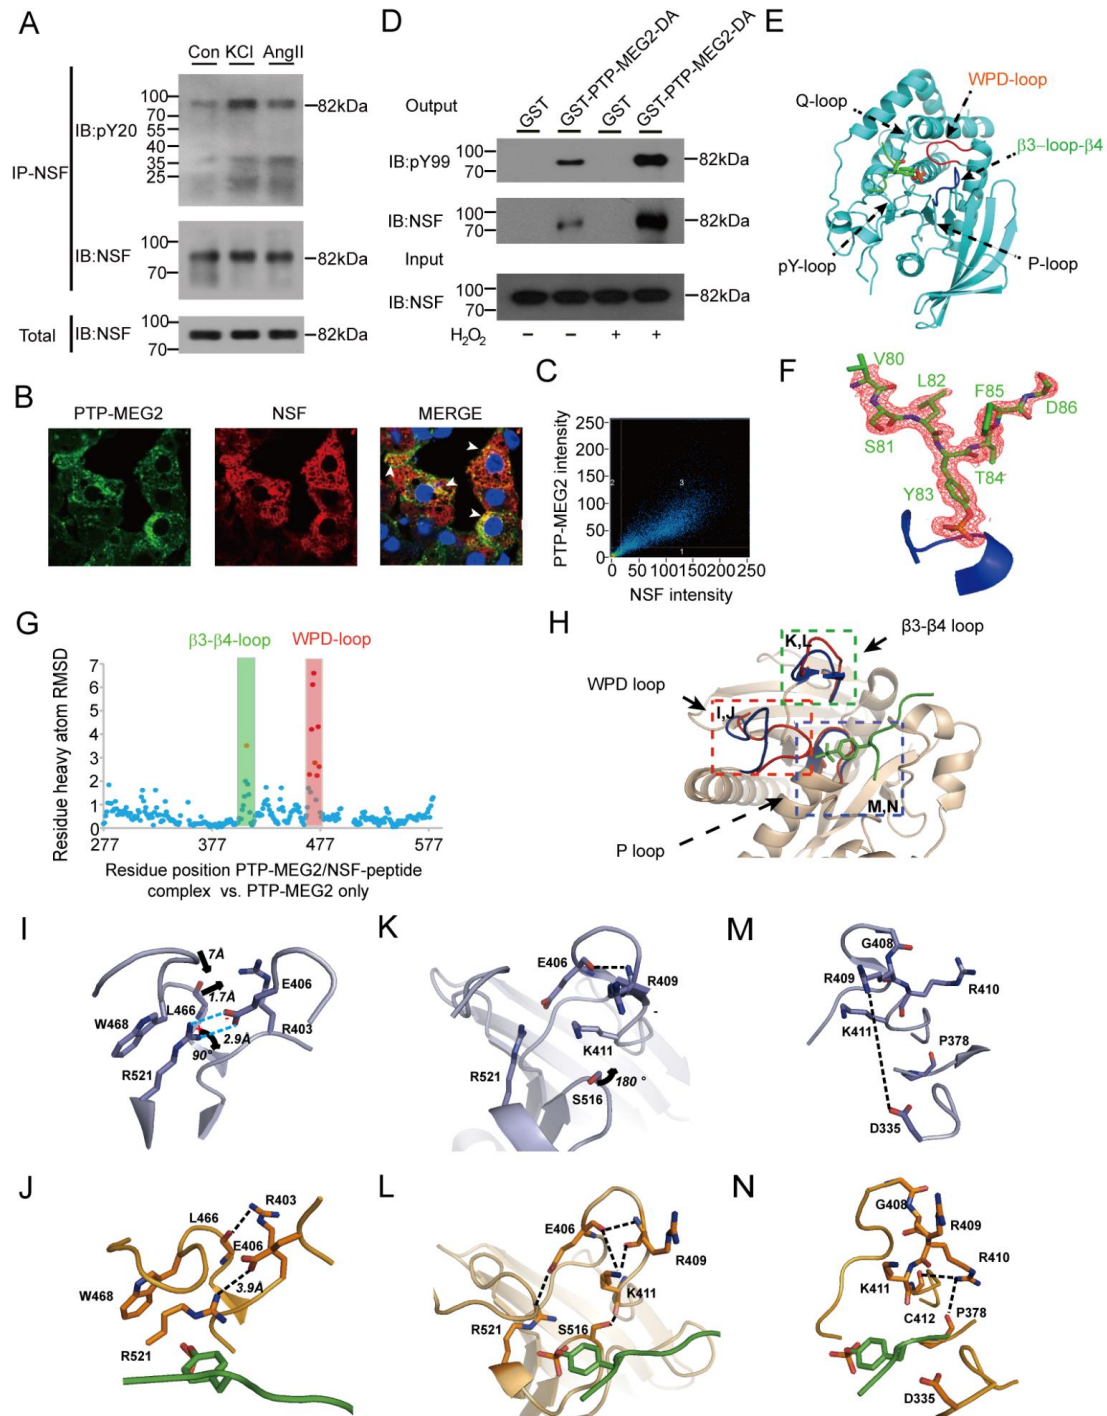 A
Con KCl AngII
IP-NSF
IB:pY20
100
70
55
40
35
25
82kDa
IB:NSF
100
70
82kDa
Total
IB:NSF
100
70
82kDa
B
PTP-MEG2
NSF
MERGE
C
PTP-MEG2 intensity
250
200
150
100
50
0
2
3
1
0 50 100 150 200 250
NSF intensity
D
GST
GST-PTP-MEG2-DA
GST
GST-PTP-MEG2-DA
Output
IB:pY99
100
70
82kDa
IB:NSF
100
70
82kDa
Input
IB:NSF
100
70
82kDa
H2O2
− − + +
E
WPD-loop
Q-loop
β3–loop-β4
pY-loop
P-loop
F
V80
L82
F85
D86
S81
T84
Y83
G
β3-β4-loop
WPD-loop
Residue heavy atom RMSD
7
6
5
4
3
2
1
0
277 377 477 577
Residue position PTP-MEG2/NSF-peptide
complex vs. PTP-MEG2 only
H
K,L
β3-β4 loop
WPD loop
I,J
M,N
P loop
I
7Å
1.7Å
E406
L466
W468
R403
2.9Å
90°
R521
K
E406
R409
K411
R521
S516
180 °
M
G408
R409
R410
K411
P378
D335
J
R403
L466
E406
3.9Å
W468
R521
L
E406
R409
K411
R521
S516
N
G408
R409
R410
K411
C412
P378
D335